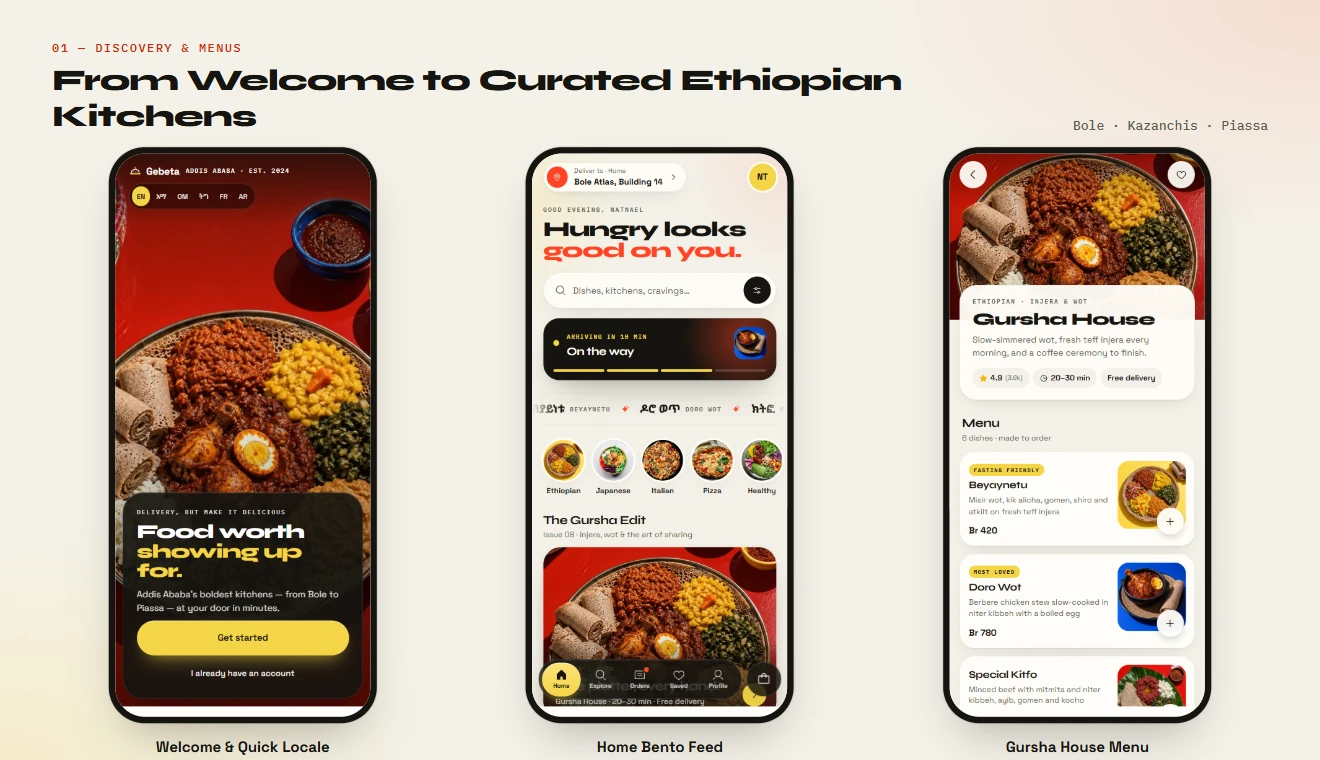 01 — DISCOVERY & MENUS
From Welcome to Curated Ethiopian
Kitchens
Bole · Kazanchis · Piassa
Gebeta ADDIS ABABA · EST. 2024
EN አማ OM ትግ FR AR
DELIVERY, BUT MAKE IT DELICIOUS
Food worth
showing up
for.
Addis Ababa's boldest kitchens — from Bole to
Piassa — at your door in minutes.
Get started
I already have an account
Welcome & Quick Locale
Deliver to · Home
Bole Atlas, Building 14
NT
GOOD EVENING, NATNAEL
Hungry looks
good on you.
Dishes, kitchens, cravings…
ARRIVING IN 10 MIN
On the way
BEYAYNETU ዶሮ ወጥ DORO WOT ክትፎ
Ethiopian Japanese Italian Pizza Healthy
The Gursha Edit
Issue 08 · injera, wot & the art of sharing
Home Explore Orders Saved Profile
Gursha House · 20–30 min · Free delivery
Home Bento Feed
ETHIOPIAN · INJERA & WOT
Gursha House
Slow-simmered wot, fresh teff injera every
morning, and a coffee ceremony to finish.
4.9 (3.0k) 20–30 min Free delivery
Menu
6 dishes · made to order
FASTING FRIENDLY
Beyaynetu
Misir wot, kik alicha, gomen, shiro and
atkilt on fresh teff injera
Br 420
MOST LOVED
Doro Wot
Berbere chicken stew slow-cooked in
niter kibbeh with a boiled egg
Br 780
Special Kitfo
Minced beef with mitmita and niter
kibbeh, ayib, gomen and kocho
Gursha House Menu